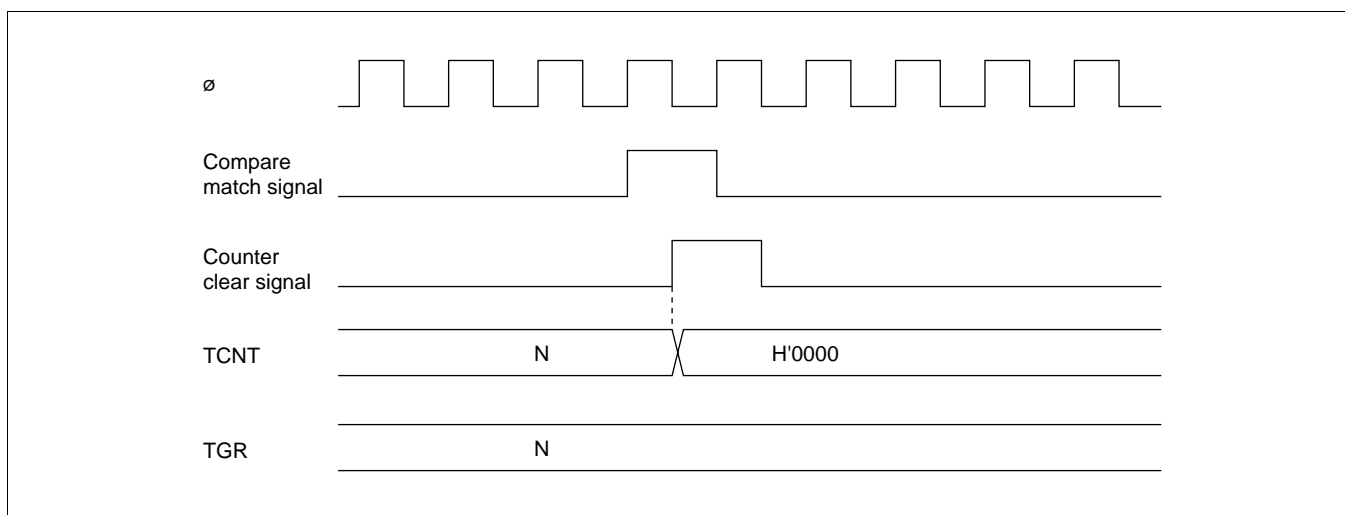 ø
Compare
match signal
Counter
clear signal
TCNT
N
H'0000
TGR
N